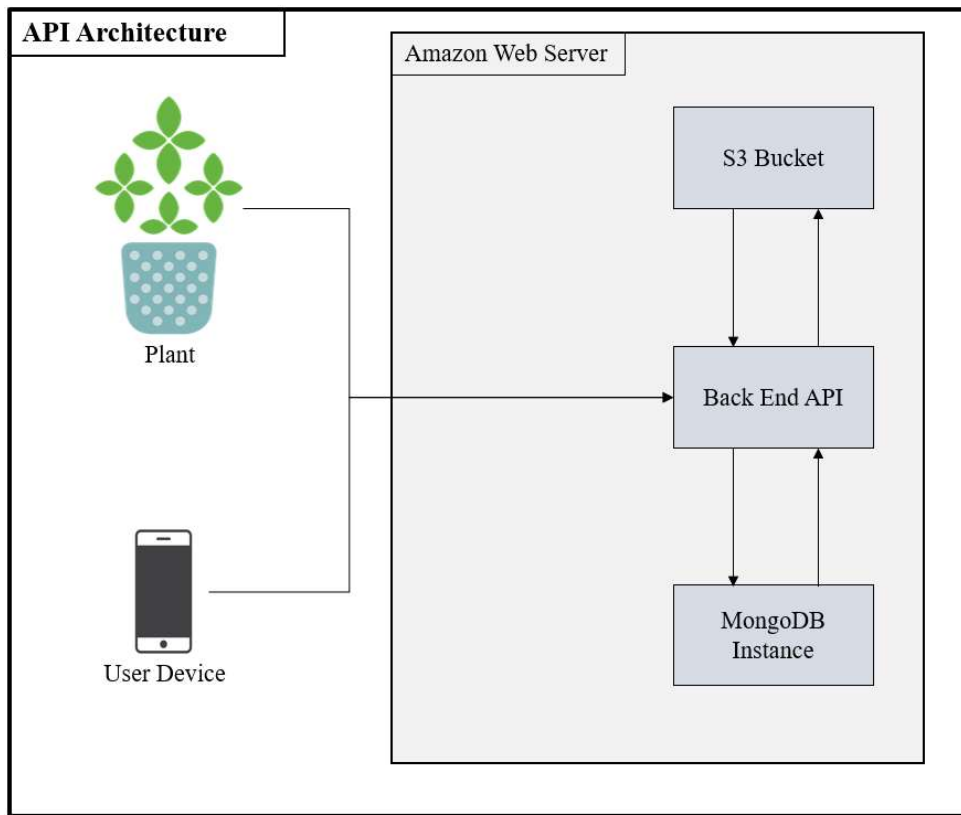 API Architecture
Amazon Web Server
S3 Bucket
Plant
Back End API
MongoDB
Instance
User Device